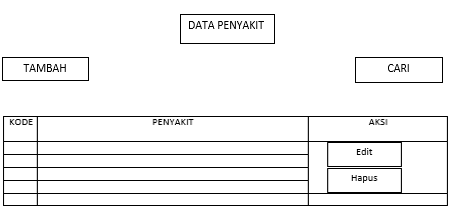 DATA PENYAKIT
TAMBAH
CARI
KODE PENYAKIT AKSI
Edit
Hapus